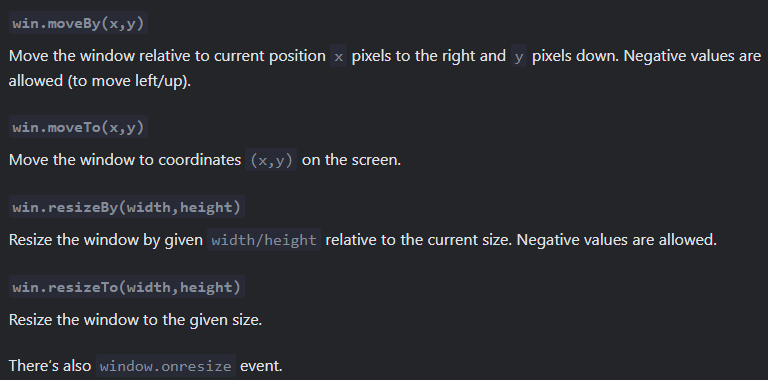 win.moveBy(x,y)
Move the window relative to current position x pixels to the right and y pixels down. Negative values are
allowed (to move left/up).
win.moveTo(x,y)
Move the window to coordinates (x,y) on the screen.
win.resizeBy(width,height)
Resize the window by given width/height relative to the current size. Negative values are allowed.
win.resizeTo(width,height)
Resize the window to the given size.
There’s also window.onresize event.